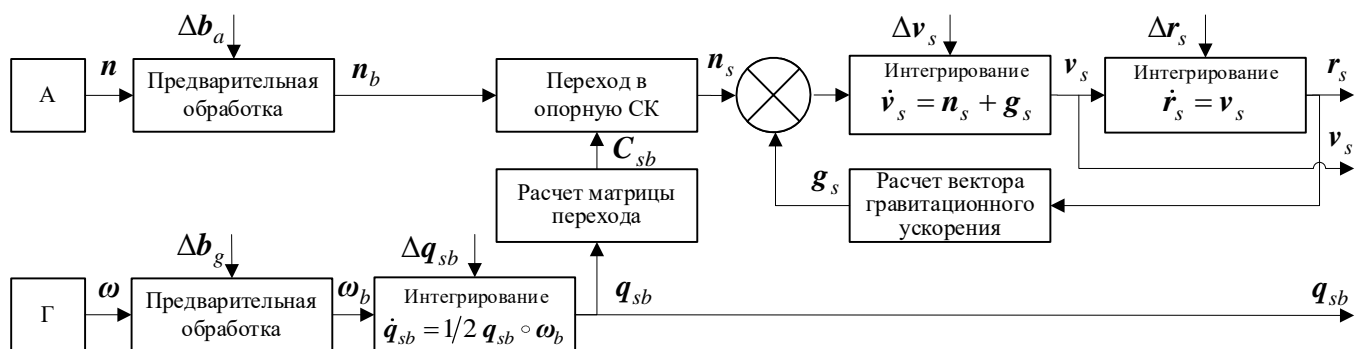 Δb_a
Δv_s
Δr_s
А
n
Предварительная
обработка
n_b
Переход в
опорную СК
n_s
Интегрирование
v̇_s = n_s + g_s
v_s
Интегрирование
ṙ_s = v_s
r_s
v_s
C_sb
Расчет матрицы
перехода
g_s
Расчет вектора
гравитационного
ускорения
Δb_g
Δq_sb
Г
ω
Предварительная
обработка
ω_b
Интегрирование
q̇_sb = 1/2 q_sb ∘ ω_b
q_sb
q_sb